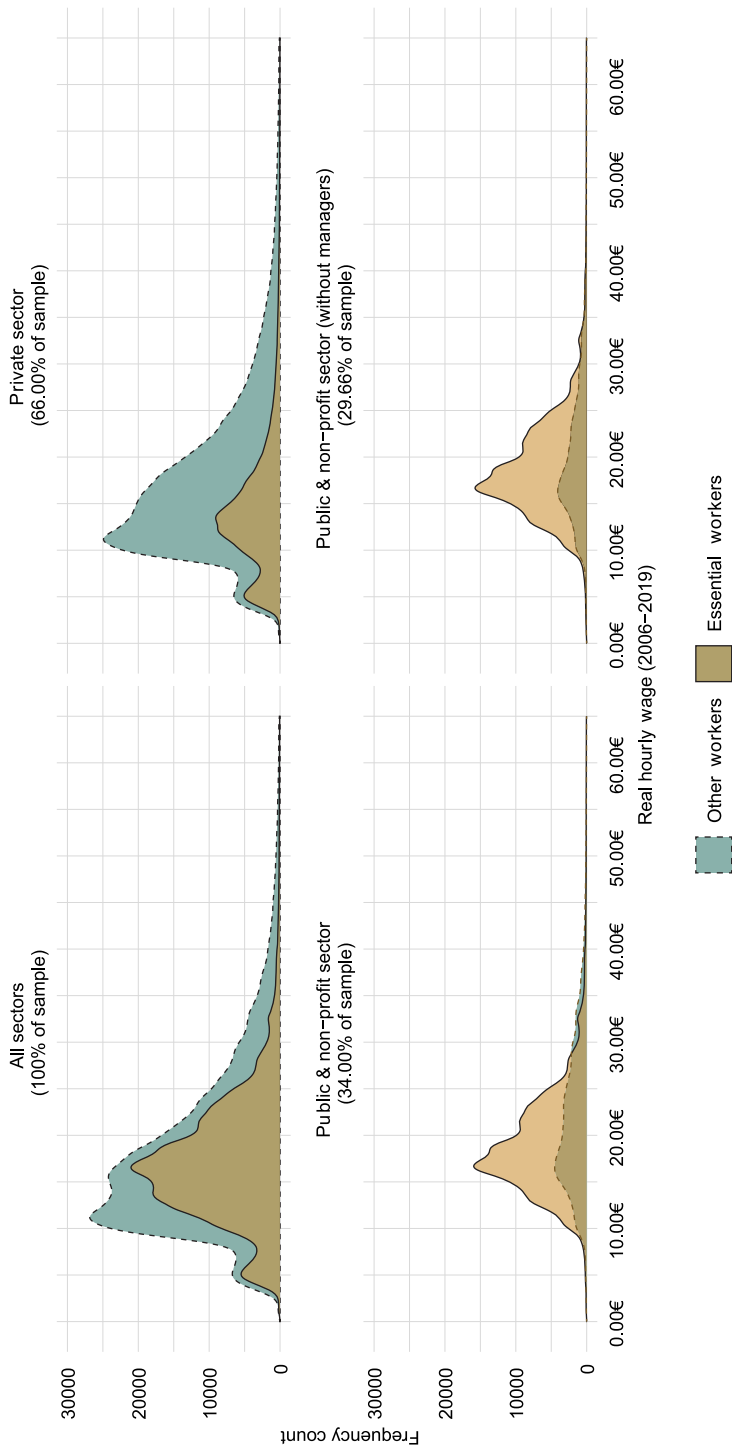 All sectors
(100% of sample)
Private sector
(66.00% of sample)
30000
20000
10000
0
Public & non−profit sector
(34.00% of sample)
Public & non−profit sector (without managers)
(29.66% of sample)
30000
20000
10000
0
Frequency count
0.00€ 10.00€ 20.00€ 30.00€ 40.00€ 50.00€ 60.00€
0.00€ 10.00€ 20.00€ 30.00€ 40.00€ 50.00€ 60.00€
Real hourly wage (2006−2019)
Other workers Essential workers